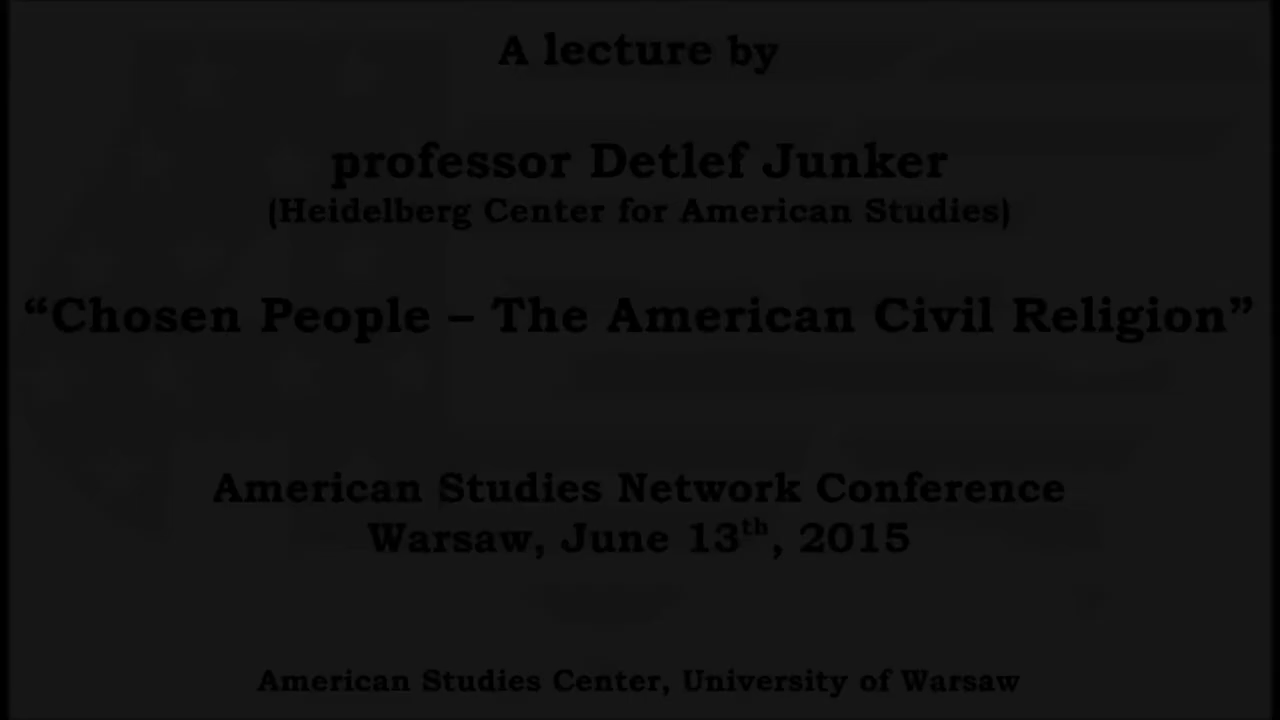 A lecture by
professor Detlef Junker
(Heidelberg Center for American Studies)
“Chosen People – The American Civil Religion”
American Studies Network Conference
Warsaw, June 13th, 2015
American Studies Center, University of Warsaw